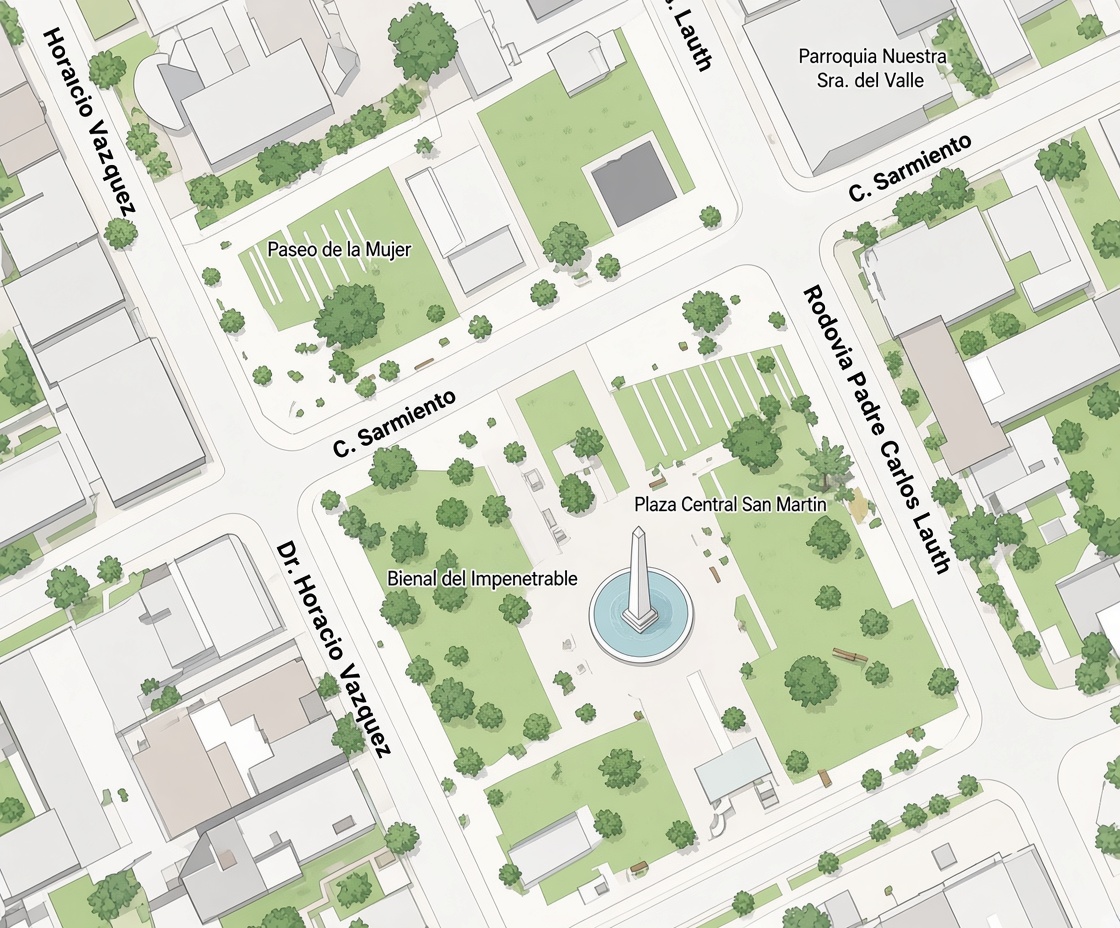 Horalcio Vazquez
. Lauth
Parroquia Nuestra
Sra. del Valle
C. Sarmiento
Paseo de la Mujer
Rodovia Padre Carlos Lauth
C. Sarmiento
Plaza Central San Martin
Bienal del Impenetrable
Dr. Horacio Vazquez